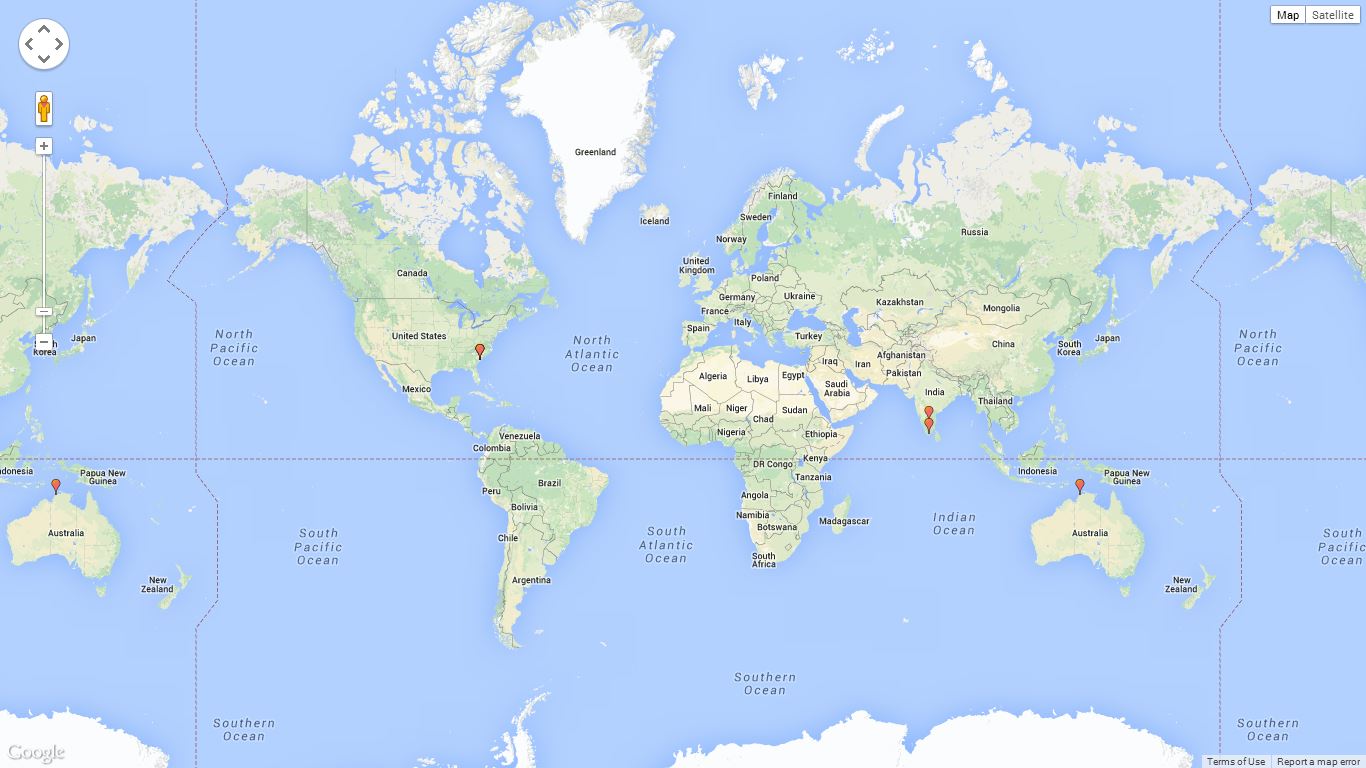 Map
Satellite
+
Greenland
Finland
Iceland
Sweden
Russia
Norway
United
Kingdom
Canada
Poland
Germany
Ukraine
Kazakhstan
Mongolia
France
Italy
Spain
United States
North
Pacific
Ocean
North
Atlantic
Ocean
Turkey
China
South
Korea
Japan
North
Pacific
Ocean
Japan
Korea
Iraq
Iran
Afghanistan
Pakistan
Algeria
Libya
Egypt
Saudi
Arabia
India
Mexico
Thailand
Mali
Niger
Chad
Sudan
Nigeria
Ethiopia
Venezuela
Colombia
Kenya
DR Congo
Tanzania
Indonesia
Papua New
Guinea
donesia
Papua New
Guinea
Peru
Brazil
Angola
Bolivia
Namibia
Botswana
Madagascar
Indian
Ocean
Australia
Australia
South
Pacific
Ocean
Chile
South
Atlantic
Ocean
South
Africa
South
Pacific
Ocean
Argentina
New
Zealand
New
Zealand
Southern
Ocean
Southern
Ocean
Southern
Ocean
Google
Terms of Use
Report a map error